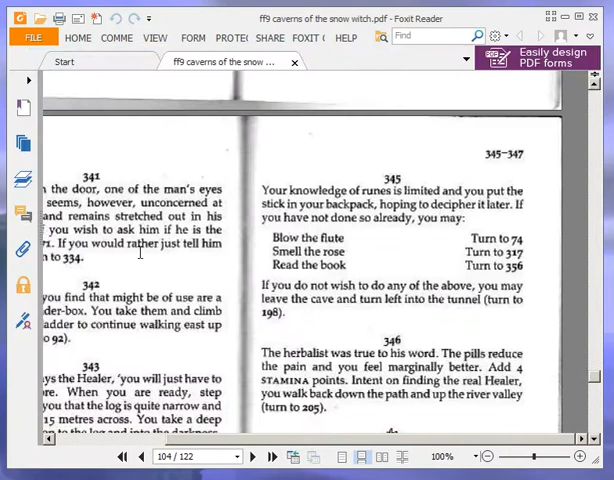 ff9 caverns of the snow witch.pdf - Foxit Reader
FILE HOME COMME VIEW FORM PROTE SHARE FOXIT C HELP Find
Start ff9 caverns of the snow witch ... Easily design
PDF forms
341
the door, one of the man's eyes
seems, however, unconcerned at
and remains stretched out in his
you wish to ask him if he is the
71. If you would rather just tell him
n to 334.
342
you find that might be of use are a
der-box. You take them and climb
adder to continue walking east up
o 92).
343
ys the Healer, 'you will just have to
re. When you are ready, step
you that the log is quite narrow and
15 metres across. You take a deep
on to the log and into the darkness
345-347
345
Your knowledge of runes is limited and you put the
stick in your backpack, hoping to decipher it later. If
you have not done so already, you may:
Blow the flute Turn to 74
Smell the rose Turn to 317
Read the book Turn to 356
If you do not wish to do any of the above, you may
leave the cave and turn left into the tunnel (turn to
198).
346
The herbalist was true to his word. The pills reduce
the pain and you feel marginally better. Add 4
STAMINA points. Intent on finding the real Healer,
you walk back down the path and up the river valley
(turn to 205).
104 / 122 100%